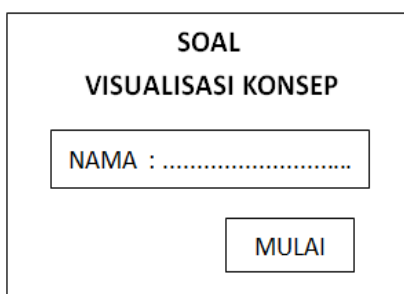 SOAL
VISUALISASI KONSEP
NAMA : ............................
MULAI